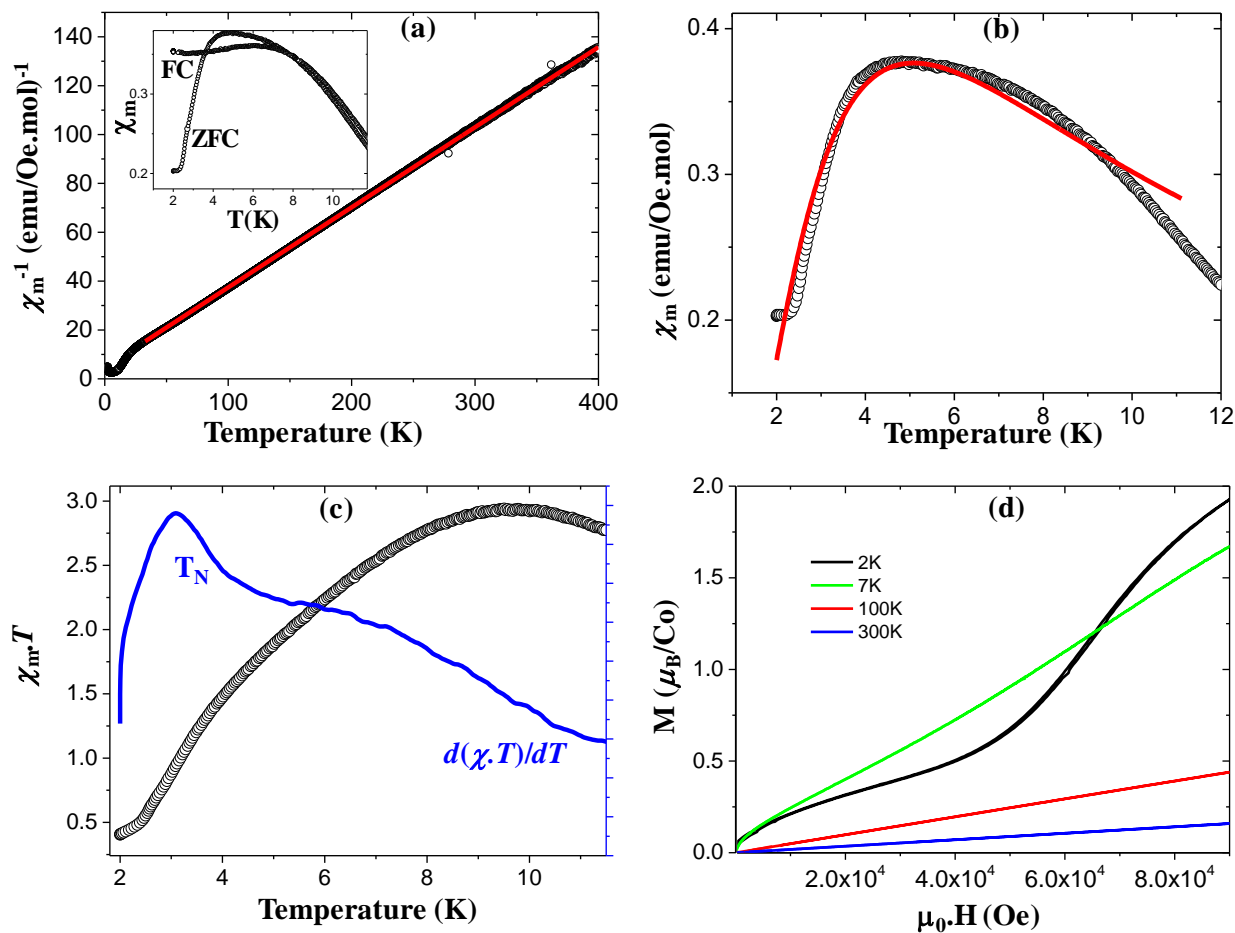 (a)
140
120
100
80
60
40
20
0
χm-1 (emu/Oe.mol)-1
0 100 200 300 400
Temperature (K)
FC
ZFC
χm
0.3
0.2
2 4 6 8 10
T(K)
(b)
0.4
0.3
0.2
χm (emu/Oe.mol)
2 4 6 8 10 12
Temperature (K)
(c)
3.0
2.5
2.0
1.5
1.0
0.5
χm.T
TN
d(χ.T)/dT
2 4 6 8 10
Temperature (K)
(d)
2.0
1.5
1.0
0.5
0.0
M (μB/Co)
2K
7K
100K
300K
2.0x104 4.0x104 6.0x104 8.0x104
μ0.H (Oe)